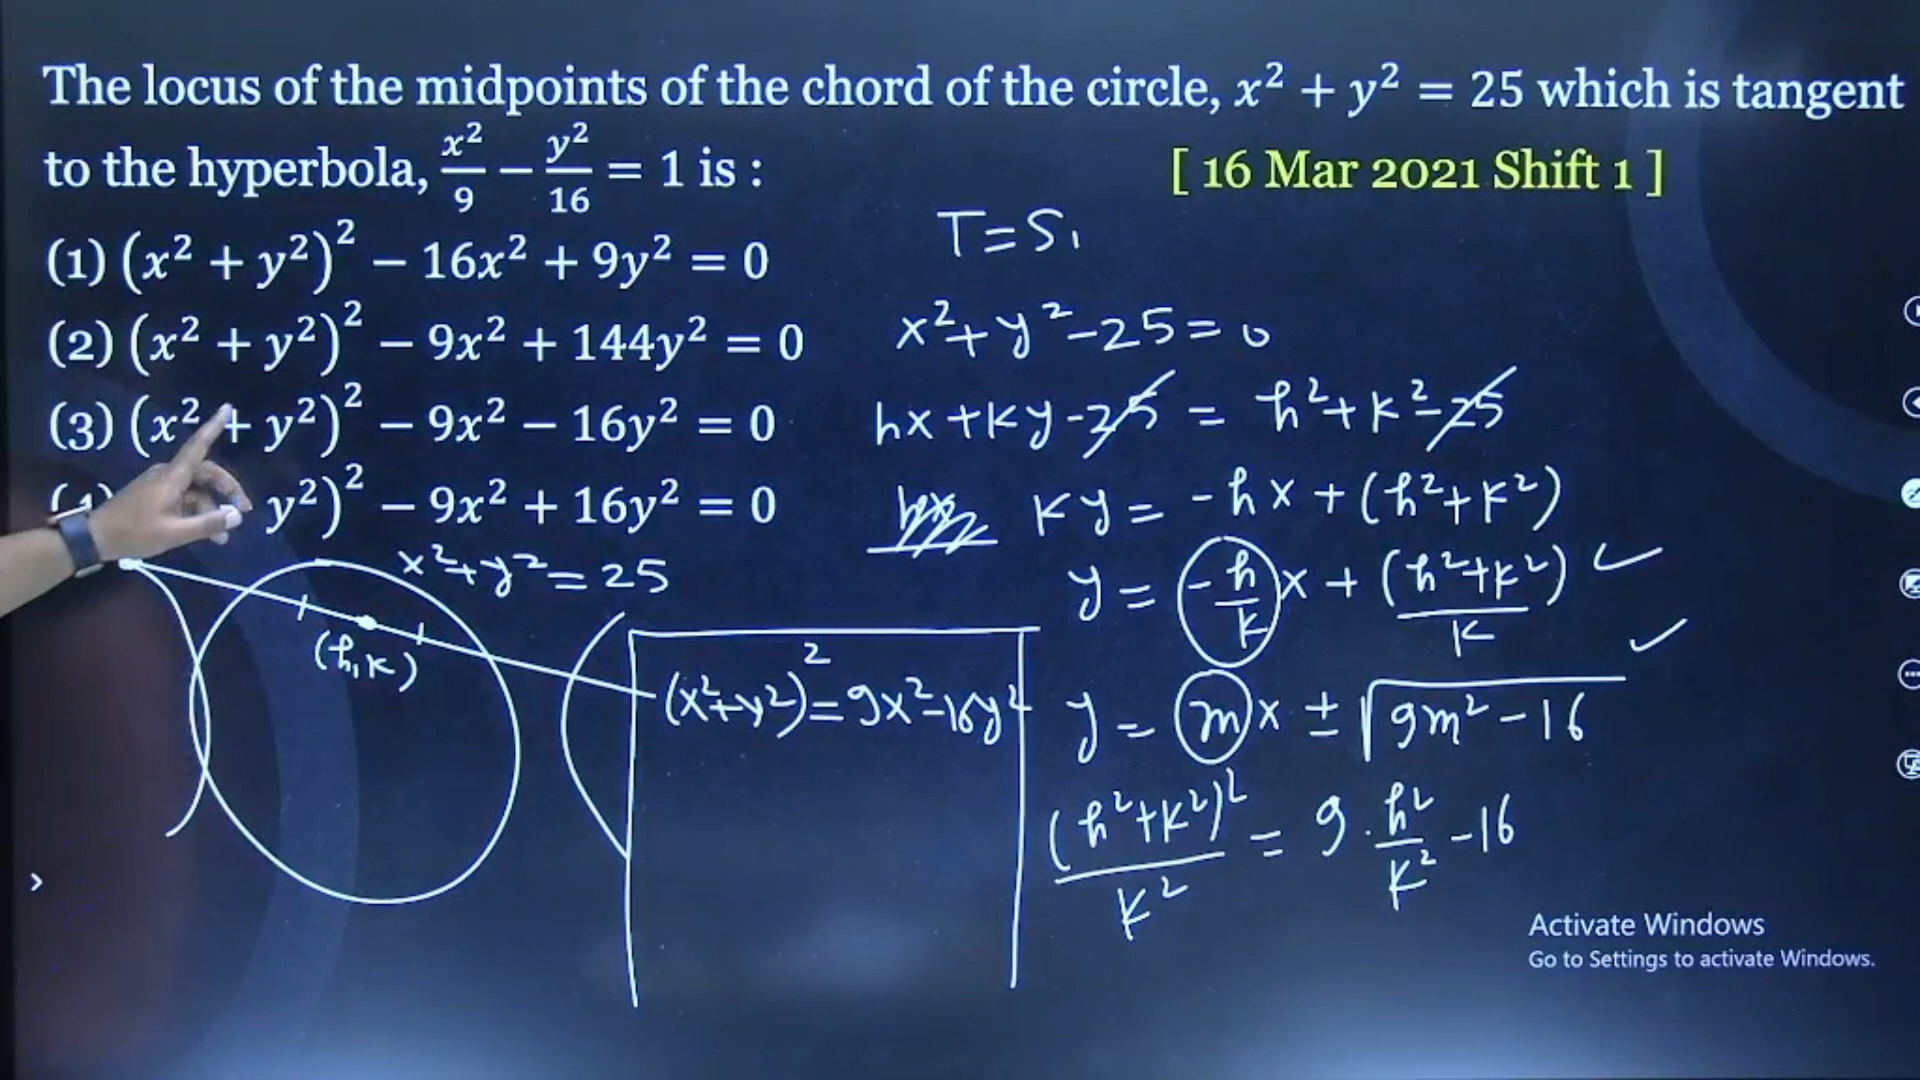 The locus of the midpoints of the chord of the circle, x² + y² = 25 which is tangent
to the hyperbola, x²/9 − y²/16 = 1 is :
[ 16 Mar 2021 Shift 1 ]
(1) (x² + y²)² − 16x² + 9y² = 0
(2) (x² + y²)² − 9x² + 144y² = 0
(3) (x² + y²)² − 9x² − 16y² = 0
y²)² − 9x² + 16y² = 0
x²+y²=25
(h,k)
(x²+y²)²=9x²-16y²
T=S₁
x²+y²-25=0
hx+ky-25 = h²+k²-25
ky = -hx+(h²+k²)
y = -h/k x + (h²+k²)/k
y = mx ± √(9m²-16)
(h²+k²)²/k² = 9·h²/k² -16
Activate Windows
Go to Settings to activate Windows.